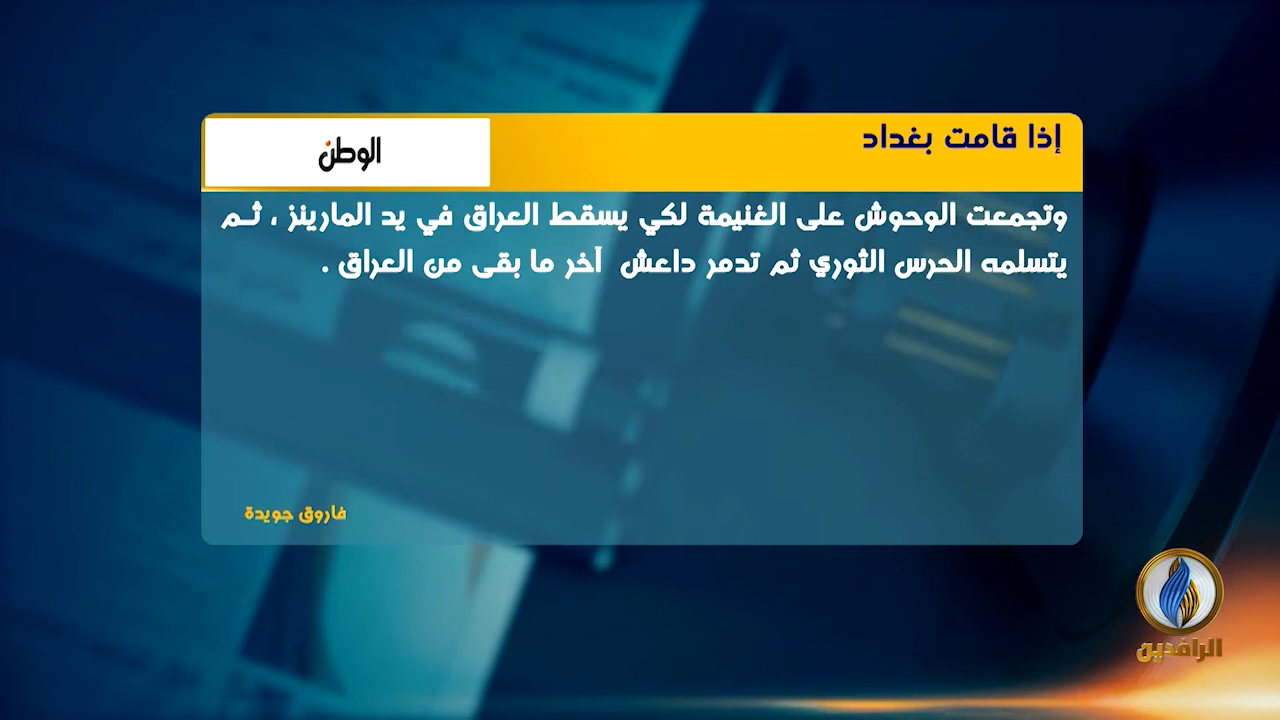 إذا قامت بغداد
الوطن
وتجمعت الوحوش على الغنيمة لكي يسقط العراق في يد المارينز ، ثـم
يتسلمه الحرس الثوري ثم تدمر داعش آخر ما بقى من العراق .
فاروق جويدة
الرافدين